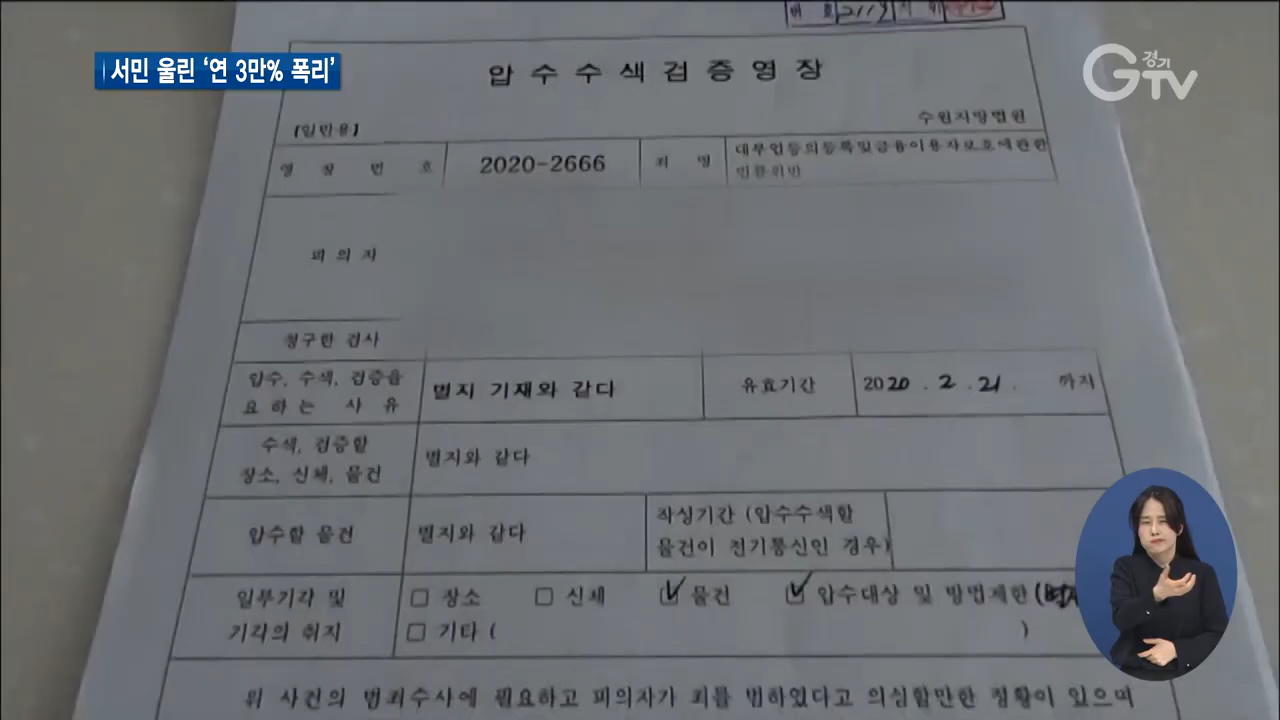 서민 울린 '연 3만% 폭리'
경기
GTV
압수수색검증영장
수원지방법원
[일반용]
영장번호 2020-2666 죄명 대부업등의등록및금융이용자보호에관한
법률위반
피의자
청구한 검사
압수, 수색, 검증을
요하는 사유
별지 기재와 같다 유효기간 2020 . 2 . 21 . 까지
수색, 검증할
장소, 신체, 물건
별지와 같다
압수할 물건 별지와 같다
작성기간 (압수수색할
물건이 전기통신인 경우)
일부기각 및
기각의 취지
□ 장소 □ 신체 ☑ 물건 ☑ 압수대상 및 방법제한(
□ 기타 ( )
위 사건의 범죄수사에 필요하고 피의자가 죄를 범하였다고 의심할만한 정황이 있으며